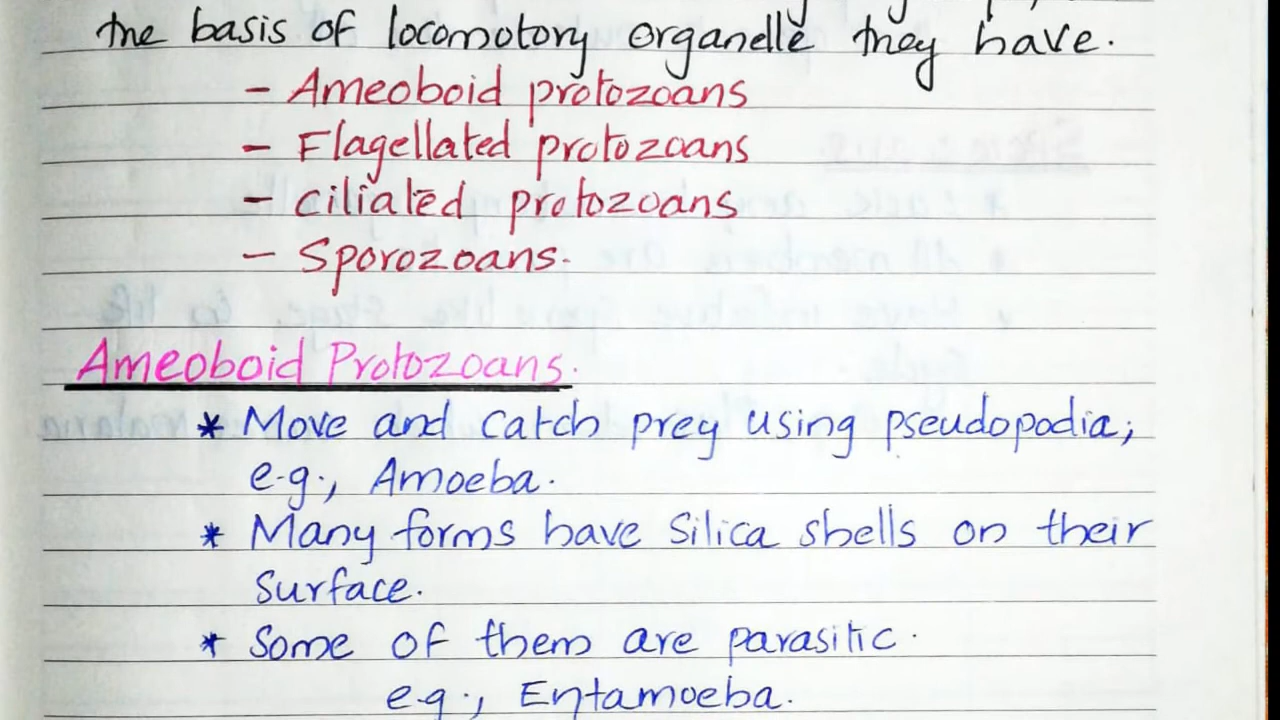 the basis of locomotory organelle they have.
- Ameoboid protozoans
- Flagellated protozoans
- ciliated protozoans
- Sporozoans.
Ameoboid Protozoans.
* Move and catch prey using pseudopodia;
e.g., Amoeba.
* Many forms have Silica shells on their
Surface.
* Some of them are parasitic.
e.g., Entamoeba.